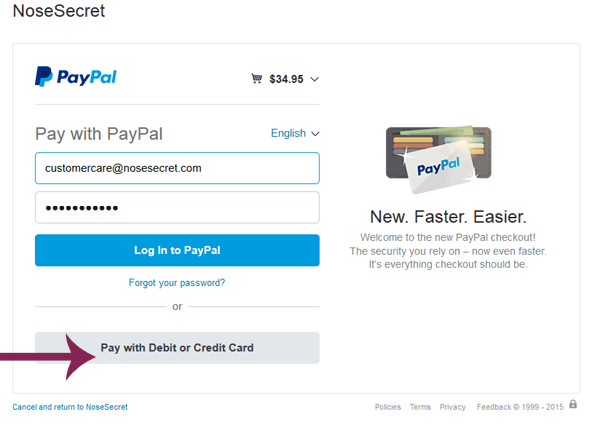 NoseSecret
PayPal
$34.95
Pay with PayPal
English
customercare@nosesecret.com
•••••••••••
Log In to PayPal
Forgot your password?
or
Pay with Debit or Credit Card
PayPal
New. Faster. Easier.
Welcome to the new PayPal checkout!
The security you rely on – now even faster.
It's everything checkout should be.
Cancel and return to NoseSecret
Policies Terms Privacy Feedback © 1999 - 2015